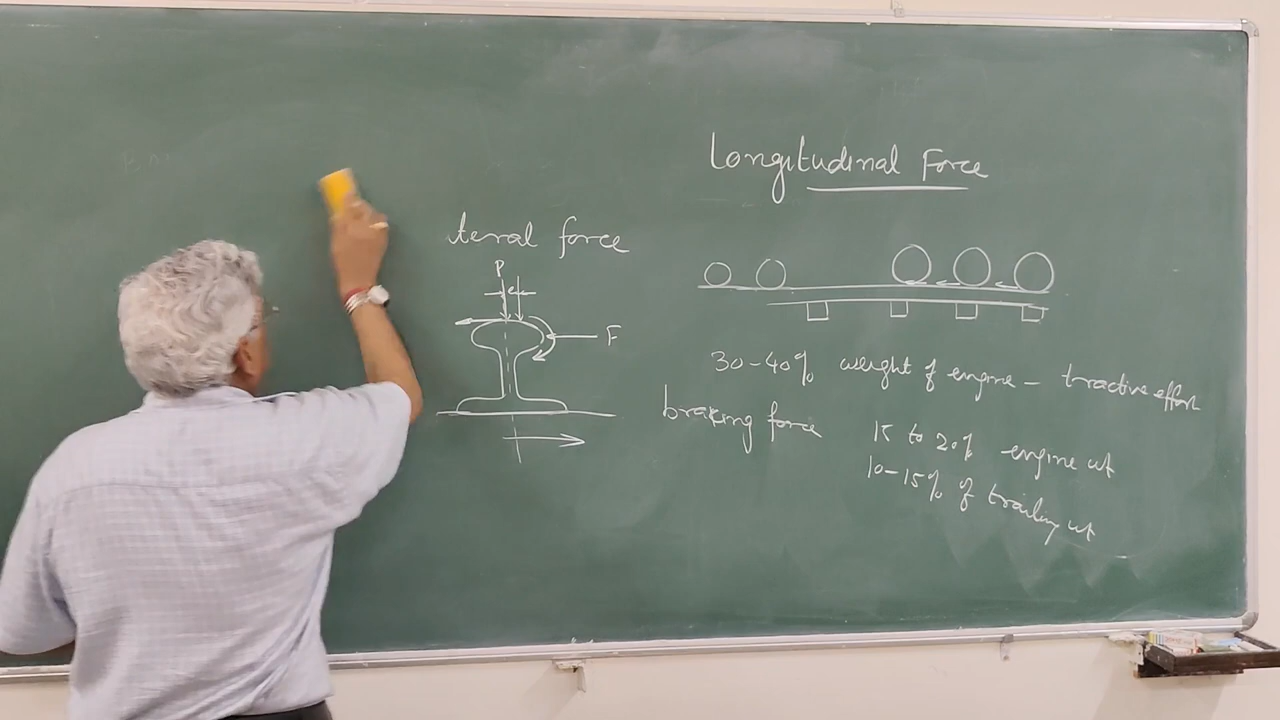 Longitudinal Force
teral force
P
e
F
30-40% weight of engine - tractive effort
braking force
15 to 20% engine wt
10-15% of trailing wt